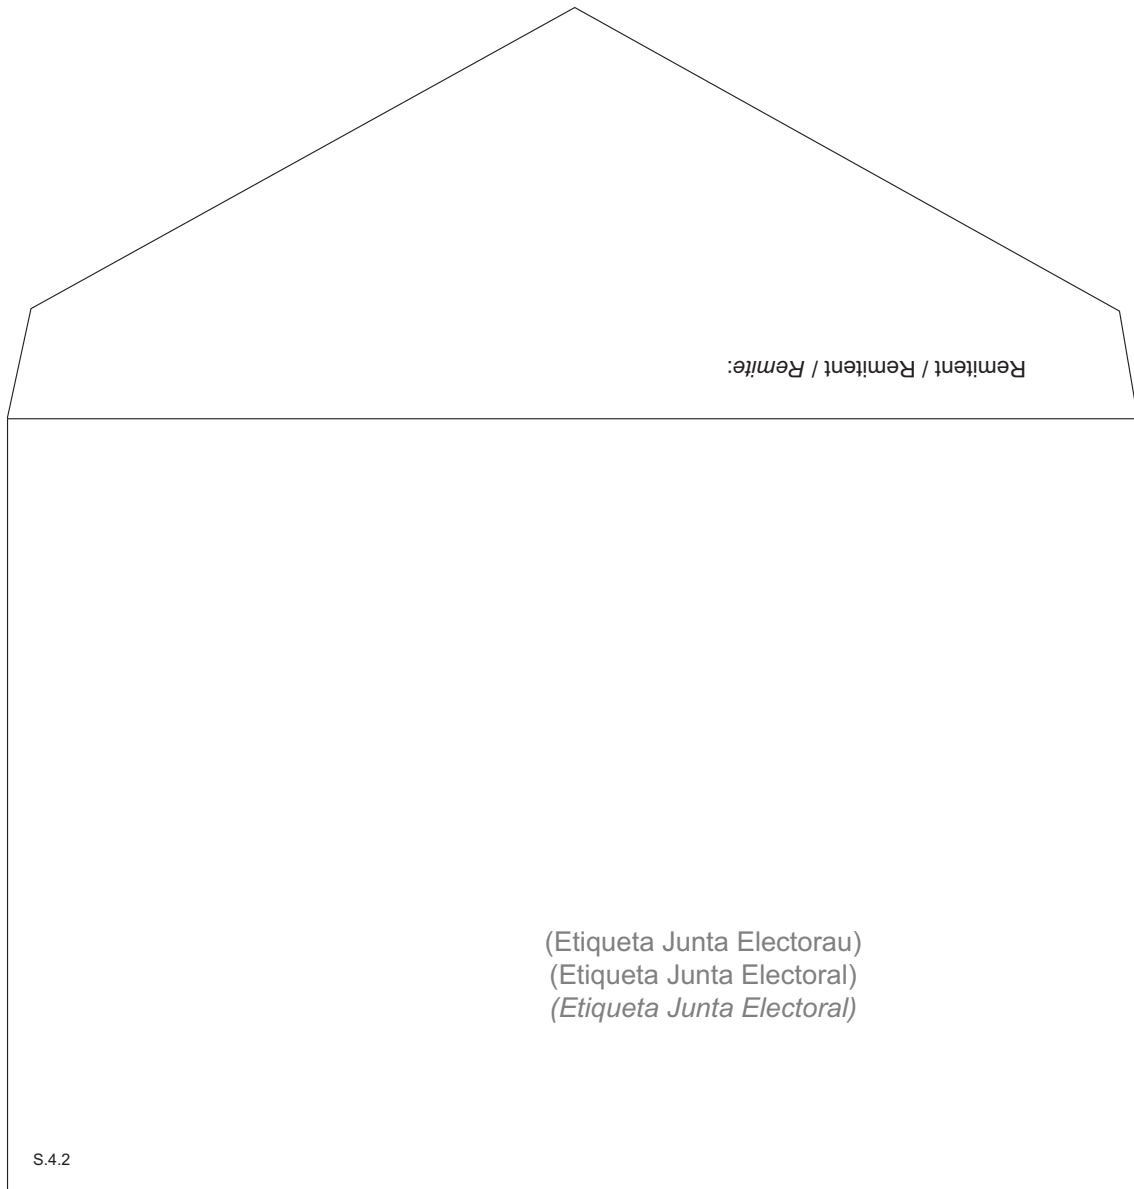 Remitent / Remitent / Remite:
(Etiqueta Junta Electorau)
(Etiqueta Junta Electoral)
(Etiqueta Junta Electoral)
S.4.2